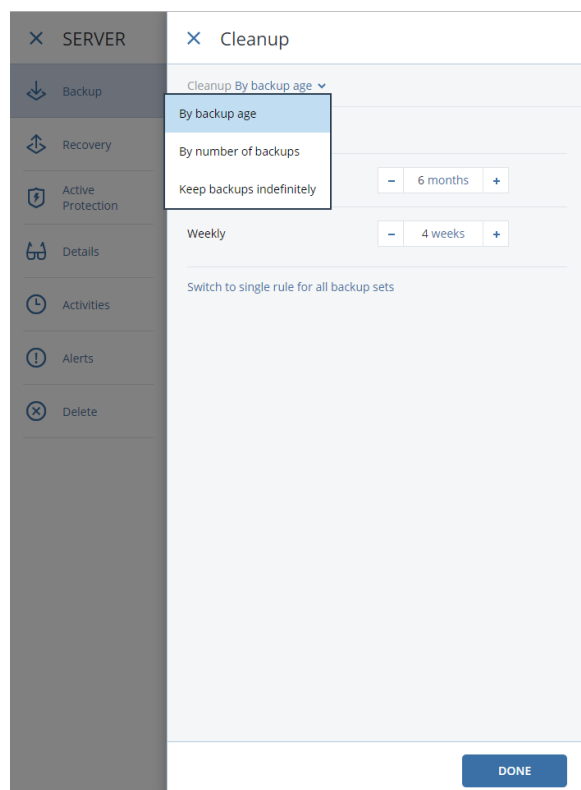 SERVER
Backup
Recovery
Active
Protection
Details
Activities
Alerts
Delete
Cleanup
Cleanup By backup age
By backup age
By number of backups
Keep backups indefinitely
6 months
Weekly
4 weeks
Switch to single rule for all backup sets
DONE